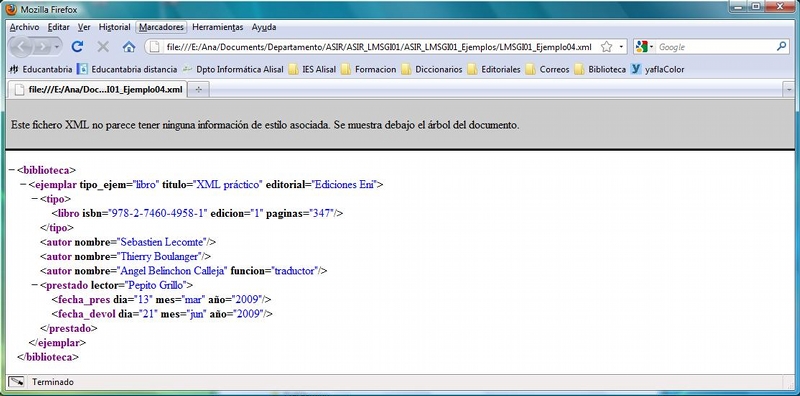 Mozilla Firefox
Archivo Editar Ver Historial Marcadores Herramientas Ayuda
file:///E:/Ana/Documents/Departamento/ASIR/ASIR_LMSGI01/ASIR_LMSGI01_Ejemplos/LMSGI01_Ejemplo04.xml Google
Educantabria Educantabria distancia Dpto Informática Alisal IES Alisal Formacion Diccionarios Editoriales Correos Biblioteca yaflaColor
file:///E:/Ana/Doc...I01_Ejemplo04.xml
Este fichero XML no parece tener ninguna información de estilo asociada. Se muestra debajo el árbol del documento.
− <biblioteca>
− <ejemplar tipo_ejem="libro" titulo="XML práctico" editorial="Ediciones Eni">
− <tipo>
<libro isbn="978-2-7460-4958-1" edicion="1" paginas="347"/>
</tipo>
<autor nombre="Sebastien Lecomte"/>
<autor nombre="Thierry Boulanger"/>
<autor nombre="Angel Belinchon Calleja" funcion="traductor"/>
− <prestado lector="Pepito Grillo">
<fecha_pres dia="13" mes="mar" año="2009"/>
<fecha_devol dia="21" mes="jun" año="2009"/>
</prestado>
</ejemplar>
</biblioteca>
Terminado